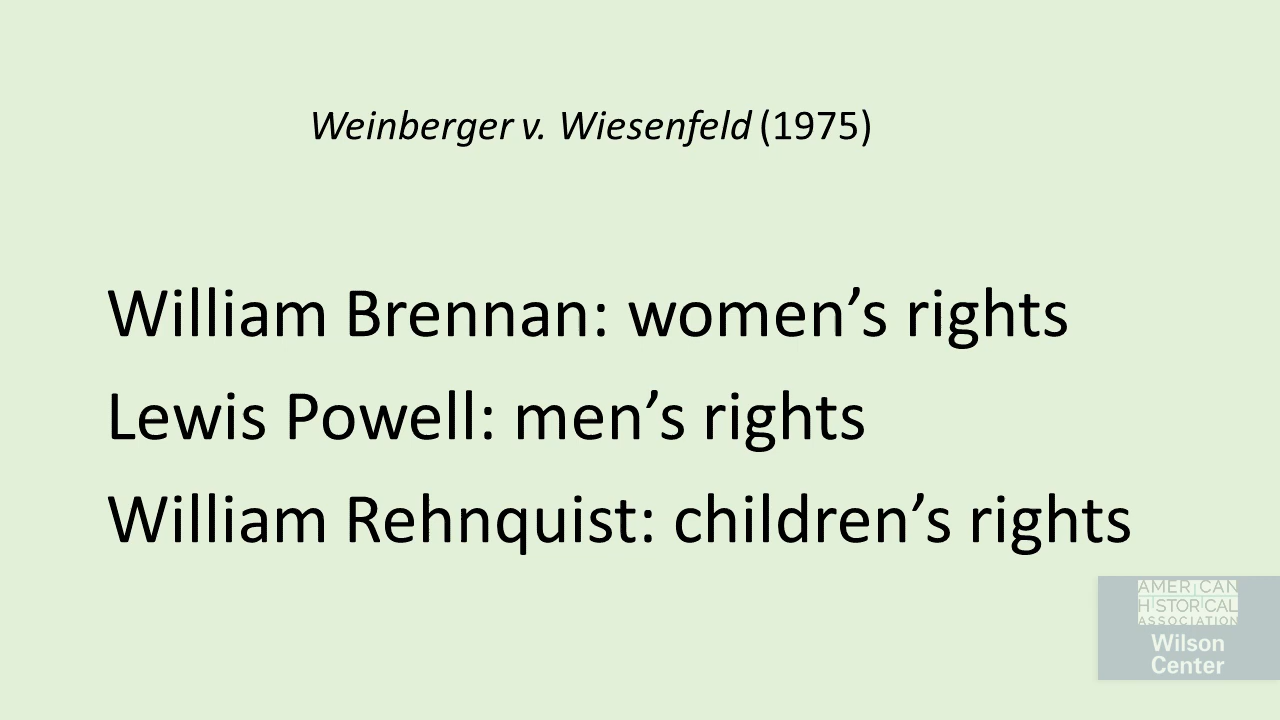 Weinberger v. Wiesenfeld (1975)
William Brennan: women’s rights
Lewis Powell: men’s rights
William Rehnquist: children’s rights
AMERICAN
HISTORICAL
ASSOCIATION
Wilson
Center